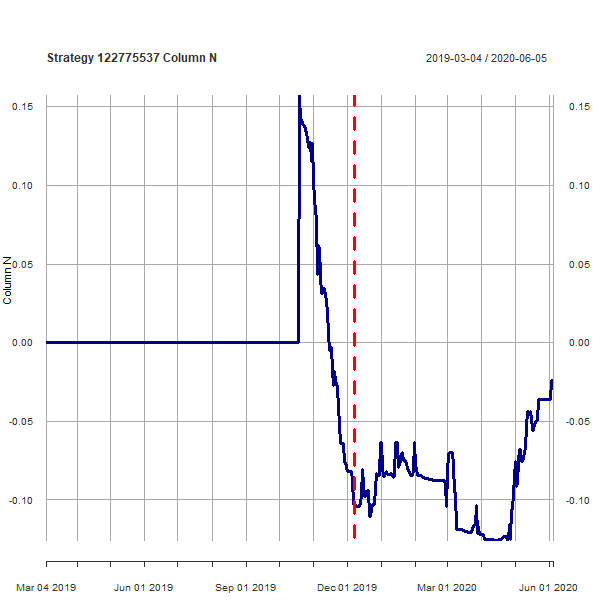 Strategy 122775537 Column N
2019-03-04 / 2020-06-05
0.15
0.15
0.10
0.10
0.05
0.05
Column N
0.00
0.00
-0.05
-0.05
-0.10
-0.10
Mar 04 2019
Jun 01 2019
Sep 01 2019
Dec 01 2019
Mar 01 2020
Jun 01 2020